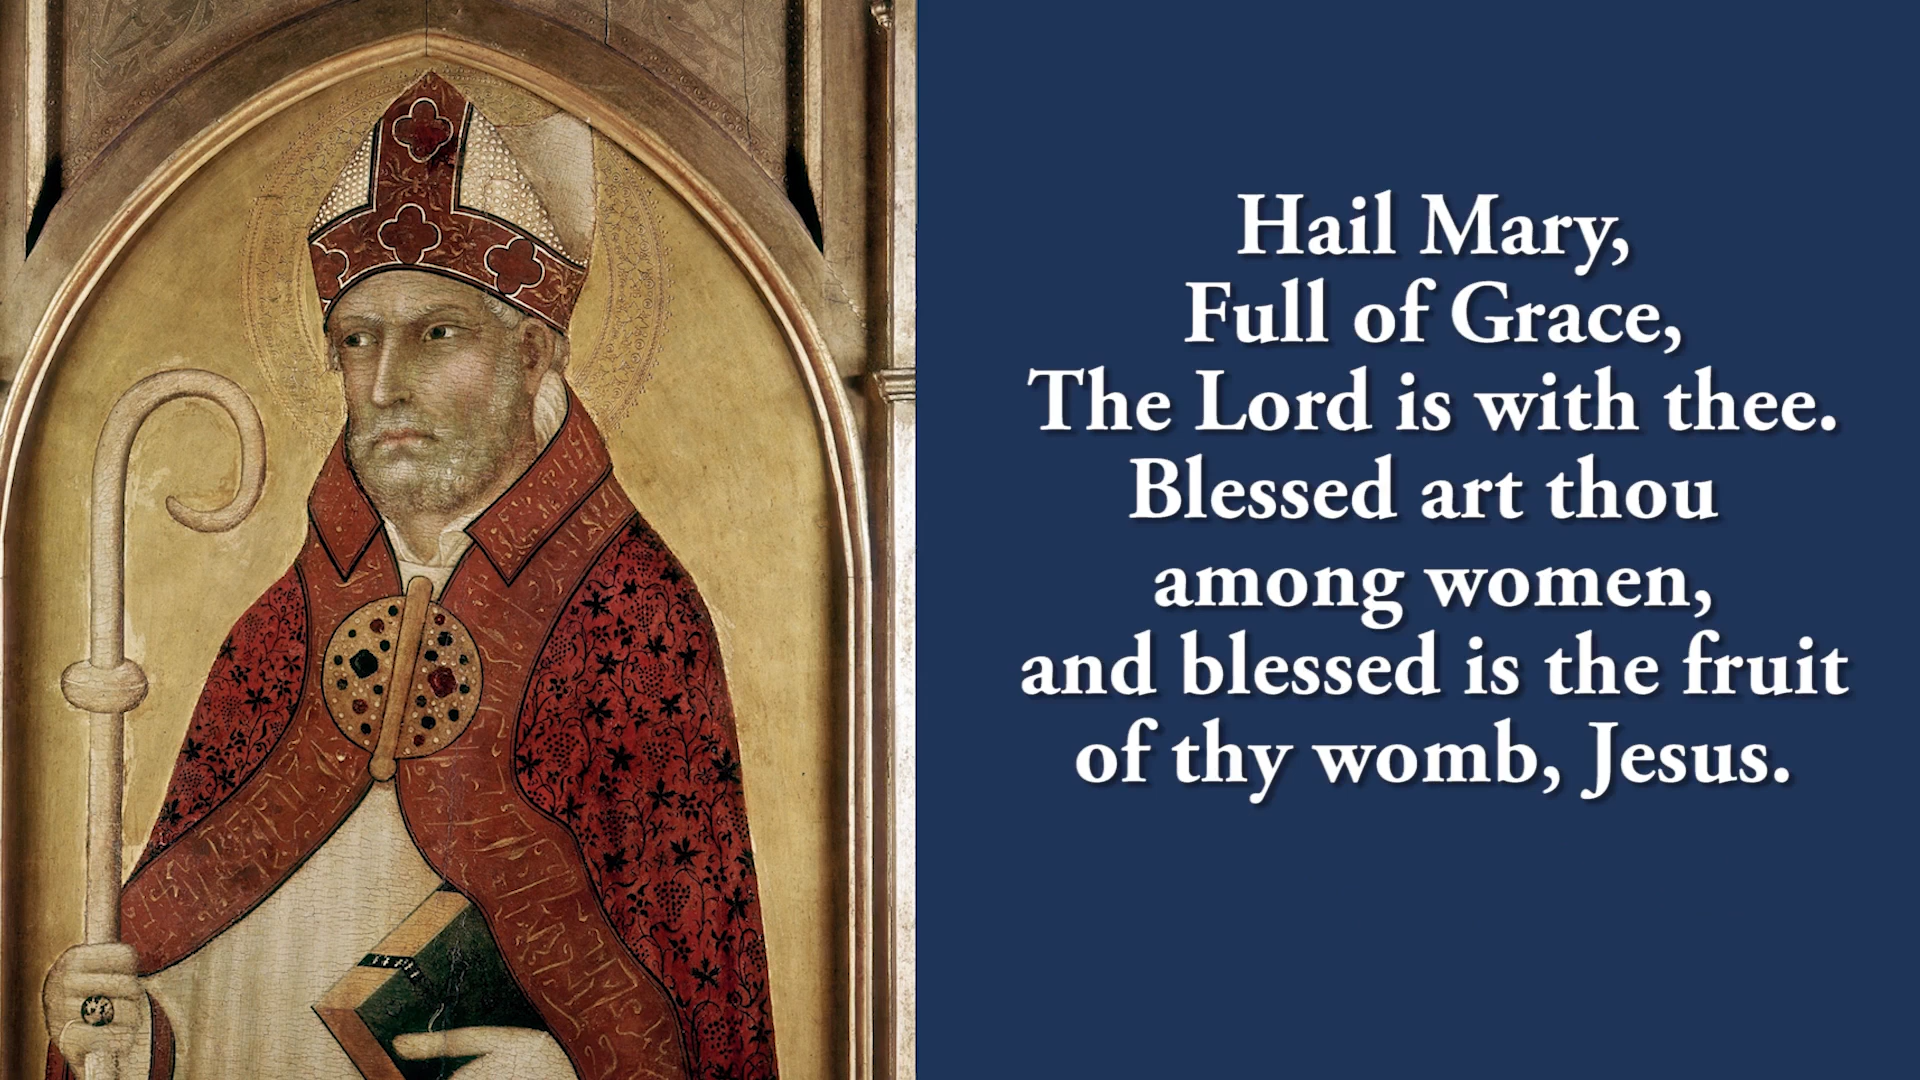 Hail Mary,
Full of Grace,
The Lord is with thee.
Blessed art thou
among women,
and blessed is the fruit
of thy womb, Jesus.